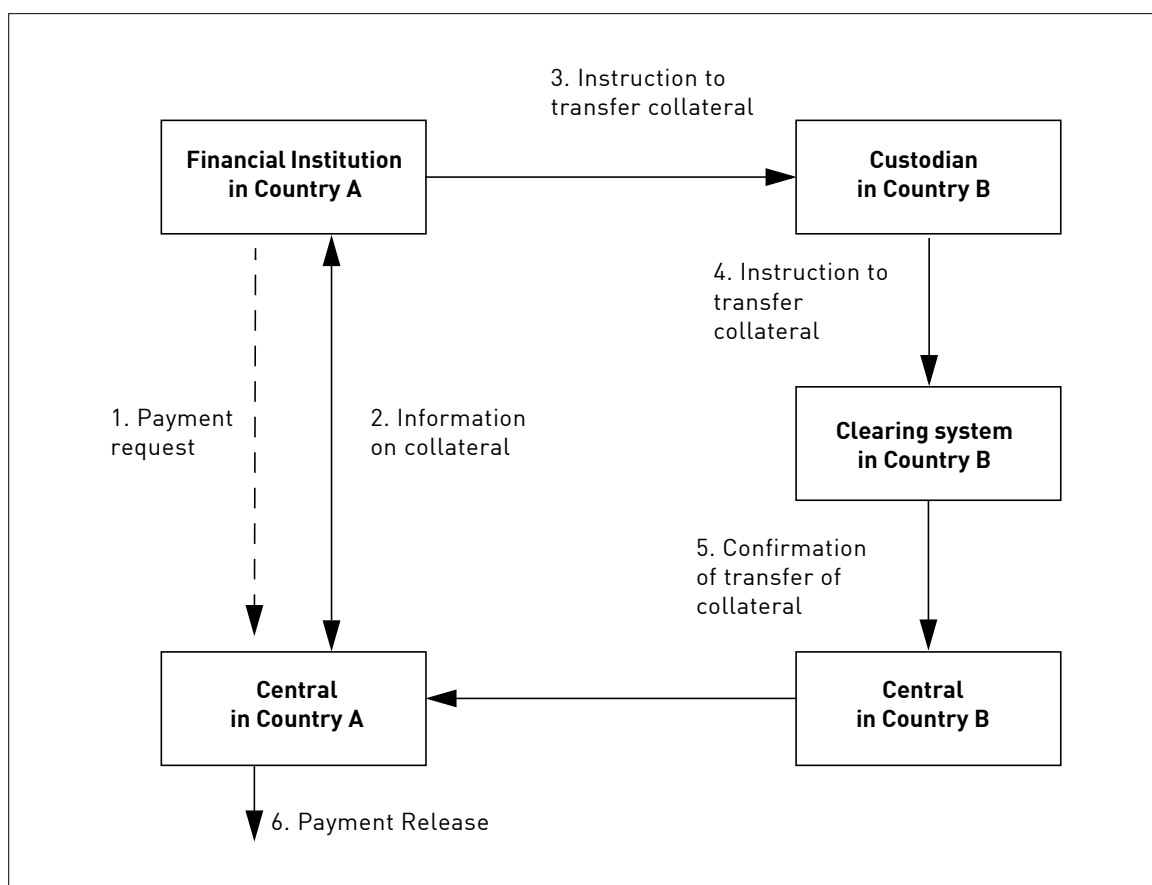 3. Instruction to
transfer collateral
Financial Institution
in Country A
Custodian
in Country B
4. Instruction to
transfer
collateral
1. Payment
request
2. Information
on collateral
Clearing system
in Country B
5. Confirmation
of transfer of
collateral
Central
in Country A
Central
in Country B
6. Payment Release